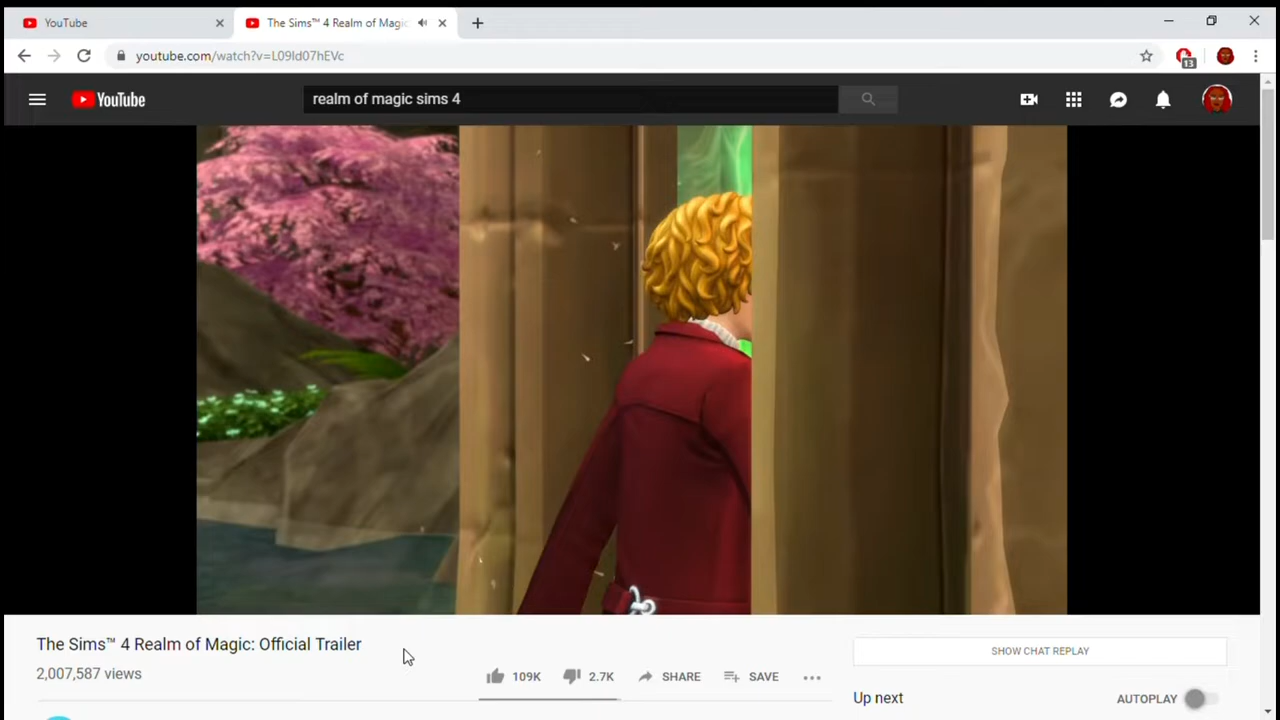 YouTube
The Sims™ 4 Realm of Magic
youtube.com/watch?v=L09ld07hEVc
13
YouTube
realm of magic sims 4
The Sims™ 4 Realm of Magic: Official Trailer
2,007,587 views
109K
2.7K
SHARE
SAVE
SHOW CHAT REPLAY
Up next
AUTOPLAY